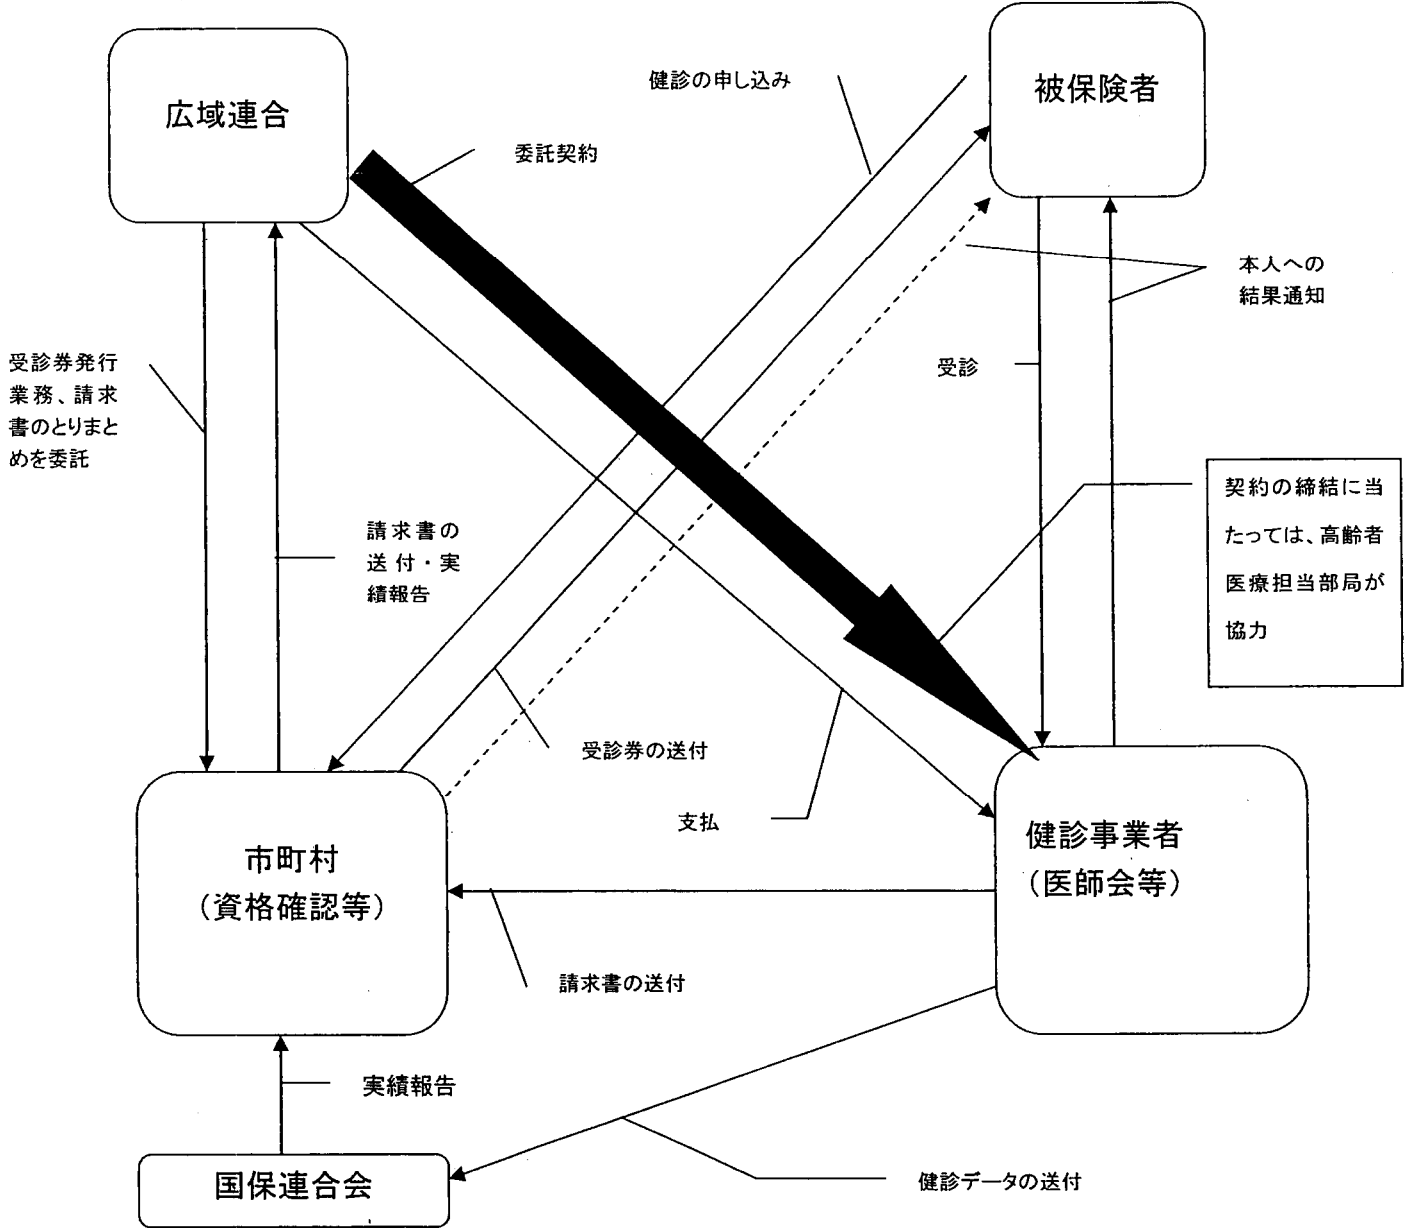 広域連合
被保険者
健診の申し込み
委託契約
本人への
結果通知
受診券発行
業務、請求
書のとりまと
めを委託
受診
請求書の
送付・実
績報告
契約の締結に当
たっては、高齢者
医療担当部局が
協力
受診券の送付
支払
市町村
（資格確認等）
健診事業者
（医師会等）
請求書の送付
実績報告
国保連合会
健診データの送付